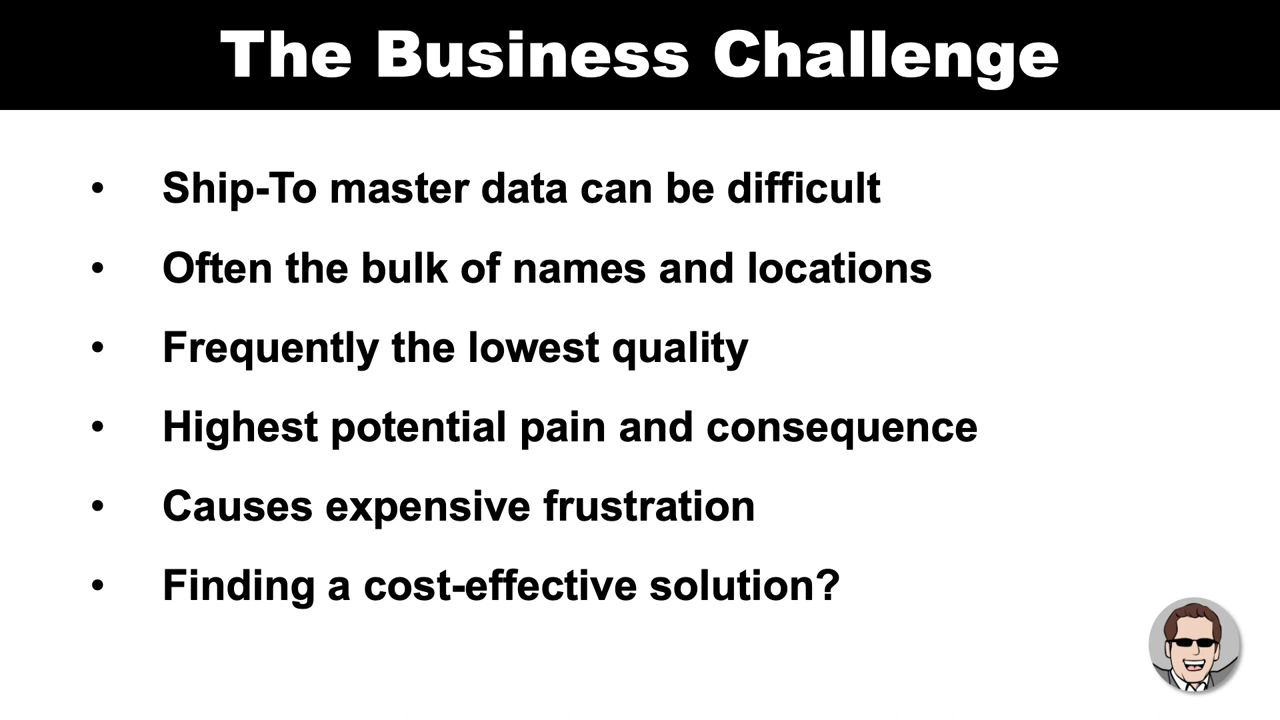 The Business Challenge
• Ship-To master data can be difficult
• Often the bulk of names and locations
• Frequently the lowest quality
• Highest potential pain and consequence
• Causes expensive frustration
• Finding a cost-effective solution?